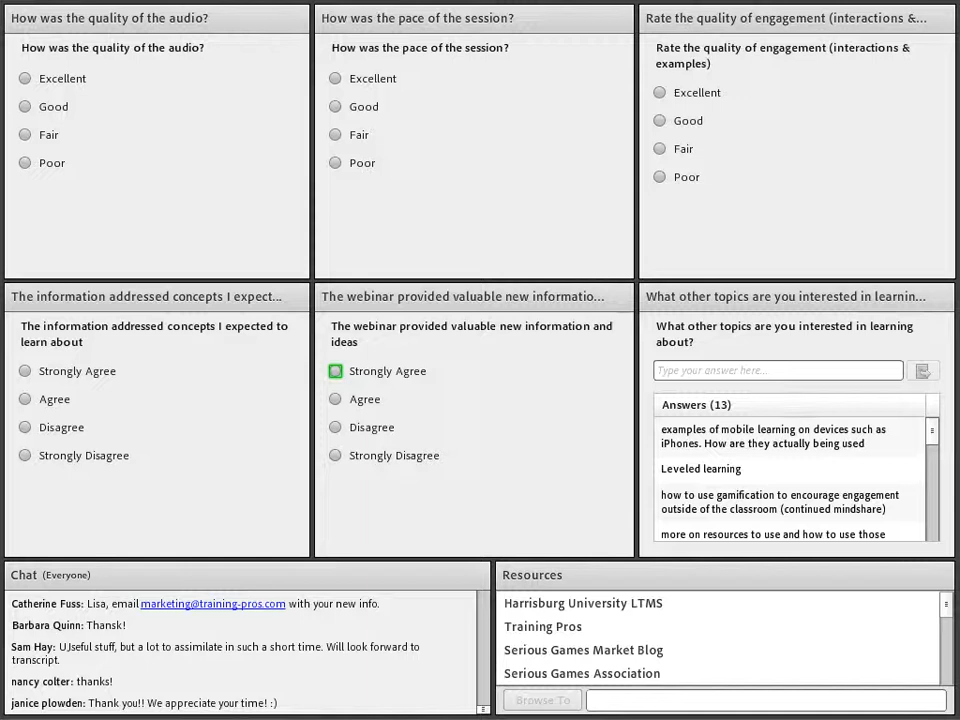 How was the quality of the audio?
How was the quality of the audio?
Excellent
Good
Fair
Poor
How was the pace of the session?
How was the pace of the session?
Excellent
Good
Fair
Poor
Rate the quality of engagement (interactions &...
Rate the quality of engagement (interactions &
examples)
Excellent
Good
Fair
Poor
The information addressed concepts I expect...
The information addressed concepts I expected to
learn about
Strongly Agree
Agree
Disagree
Strongly Disagree
The webinar provided valuable new informatio...
The webinar provided valuable new information and
ideas
Strongly Agree
Agree
Disagree
Strongly Disagree
What other topics are you interested in learnin...
What other topics are you interested in learning
about?
Type your answer here...
Answers (13)
examples of mobile learning on devices such as
iPhones. How are they actually being used
Leveled learning
how to use gamification to encourage engagement
outside of the classroom (continued mindshare)
more on resources to use and how to use those
Chat (Everyone)
Catherine Fuss: Lisa, email marketing@training-pros.com with your new info.
Barbara Quinn: Thansk!
Sam Hay: UJseful stuff, but a lot to assimilate in such a short time. Will look forward to
transcript.
nancy colter: thanks!
janice plowden: Thank you!! We appreciate your time! :)
Resources
Harrisburg University LTMS
Training Pros
Serious Games Market Blog
Serious Games Association
Browse To